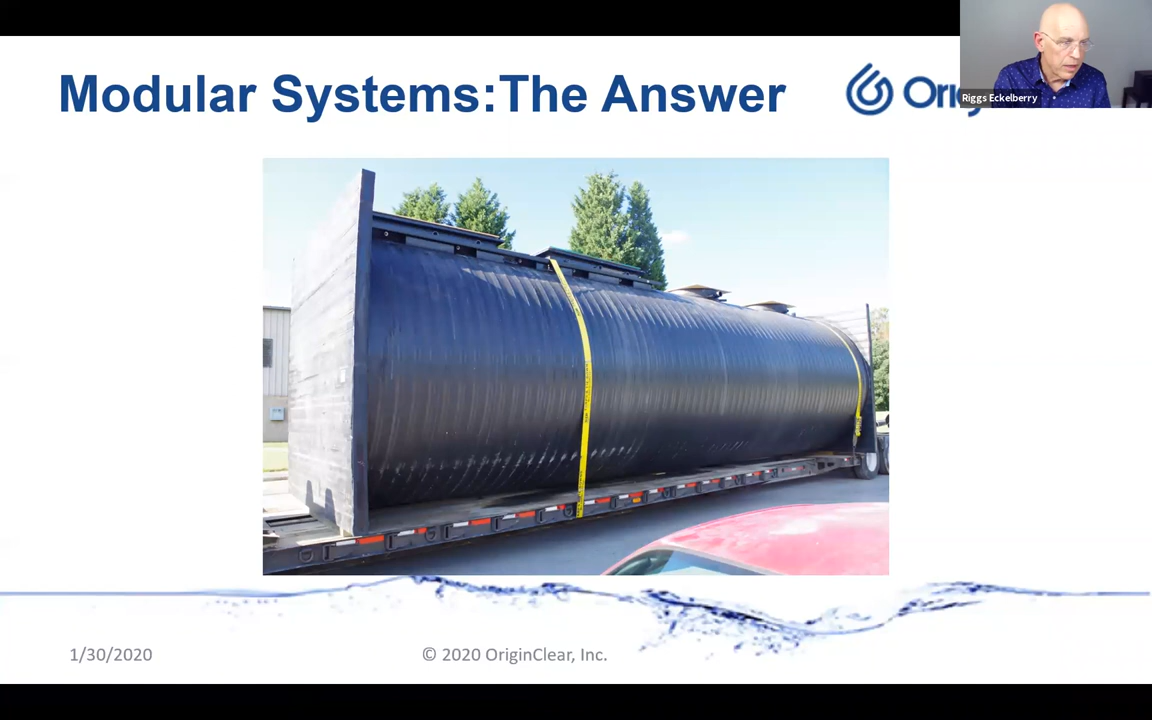 Modular Systems:The Answer
Riggs Eckelberry
1/30/2020
© 2020 OriginClear, Inc.